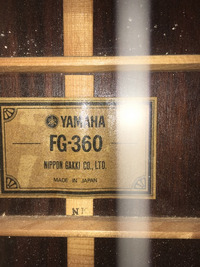 YAMAHA
FG-360
NIPPON GAKKI CO., LTD.
MADE IN JAPAN
N